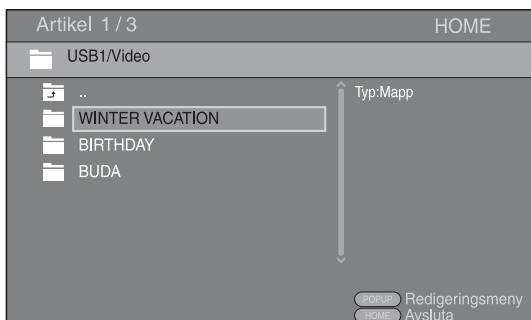 Artikel 1/3 HOME
USB1/Video
..
WINTER VACATION
BIRTHDAY
BUDA
Typ:Mapp
POPUP Redigeringsmeny
HOME Avsluta